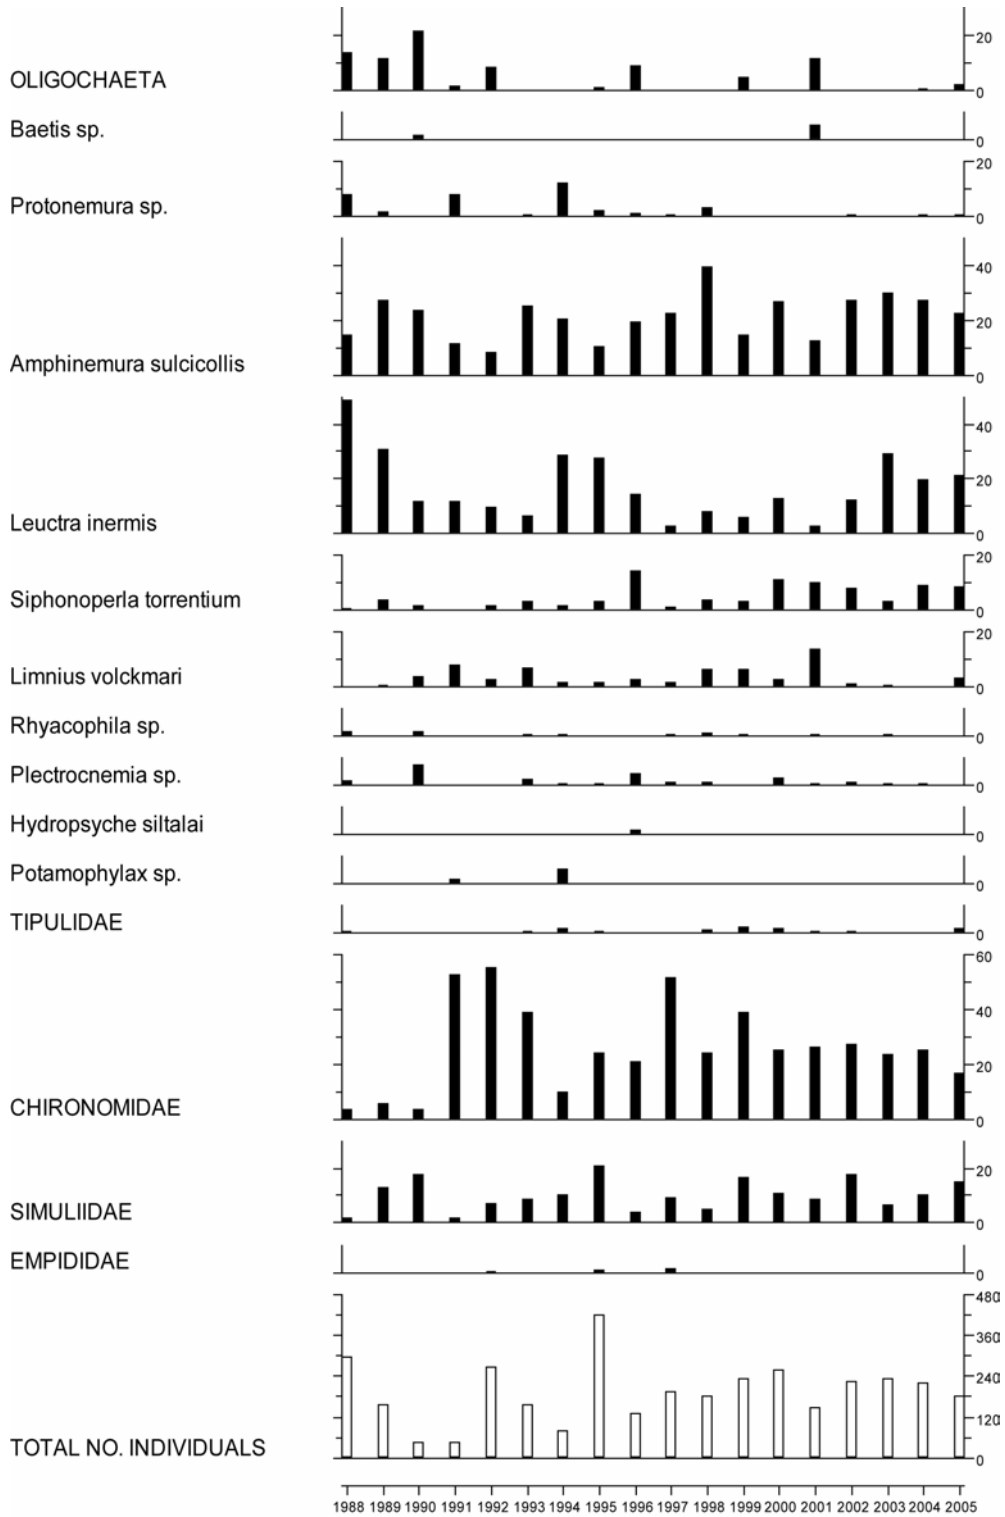 20
OLIGOCHAETA
0
Baetis sp.
0
20
Protonemura sp.
0
40
20
Amphinemura sulcicollis
0
40
20
Leuctra inermis
0
20
Siphonoperla torrentium
0
20
Limnius volckmari
0
Rhyacophila sp.
0
Plectrocnemia sp.
0
Hydropsyche siltalai
0
Potamophylax sp.
0
TIPULIDAE
0
60
40
20
CHIRONOMIDAE
0
20
SIMULIIDAE
0
EMPIDIDAE
0
480
360
240
120
TOTAL NO. INDIVIDUALS
0
1988 1989 1990 1991 1992 1993 1994 1995 1996 1997 1998 1999 2000 2001 2002 2003 2004 2005